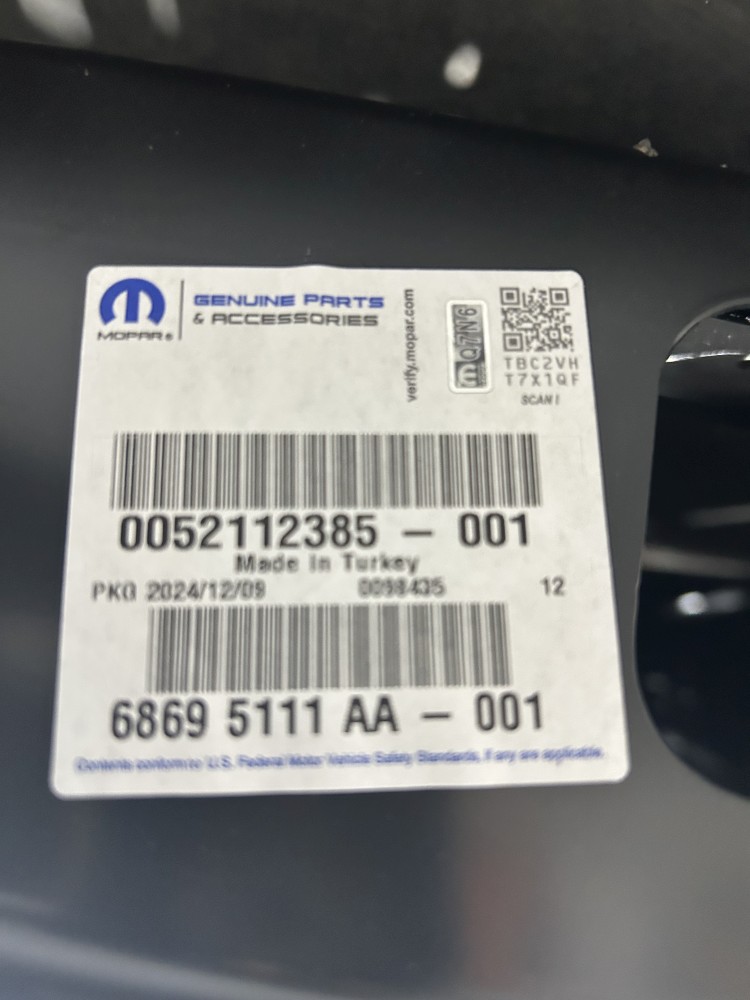 MOPAR®
GENUINE PARTS
& ACCESSORIES
verify.mopar.com
Q7N6
TBC2VH
T7X1QF
SCAN!
0052112385 – 001
Made In Turkey
PKG 2024/12/09 0098435 12
6869 5111 AA – 001
Contents conform to U.S. Federal Motor Vehicle Safety Standards, if any are applicable.